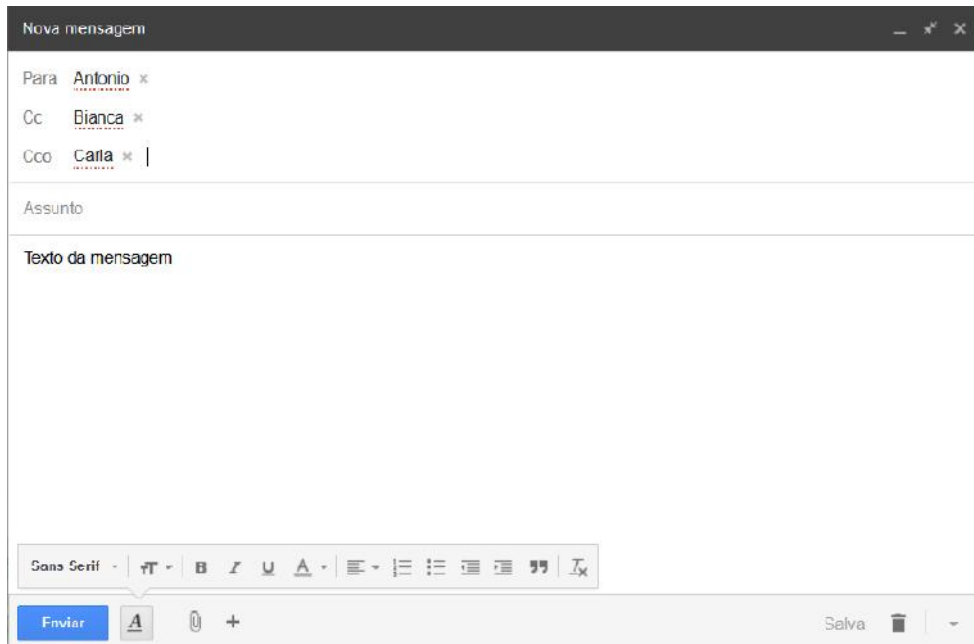 Nova mensagem
Para Antonio
Cc Bianca
Cco Carla
Assunto
Texto da mensagem
Sans Serif
Enviar
Salva